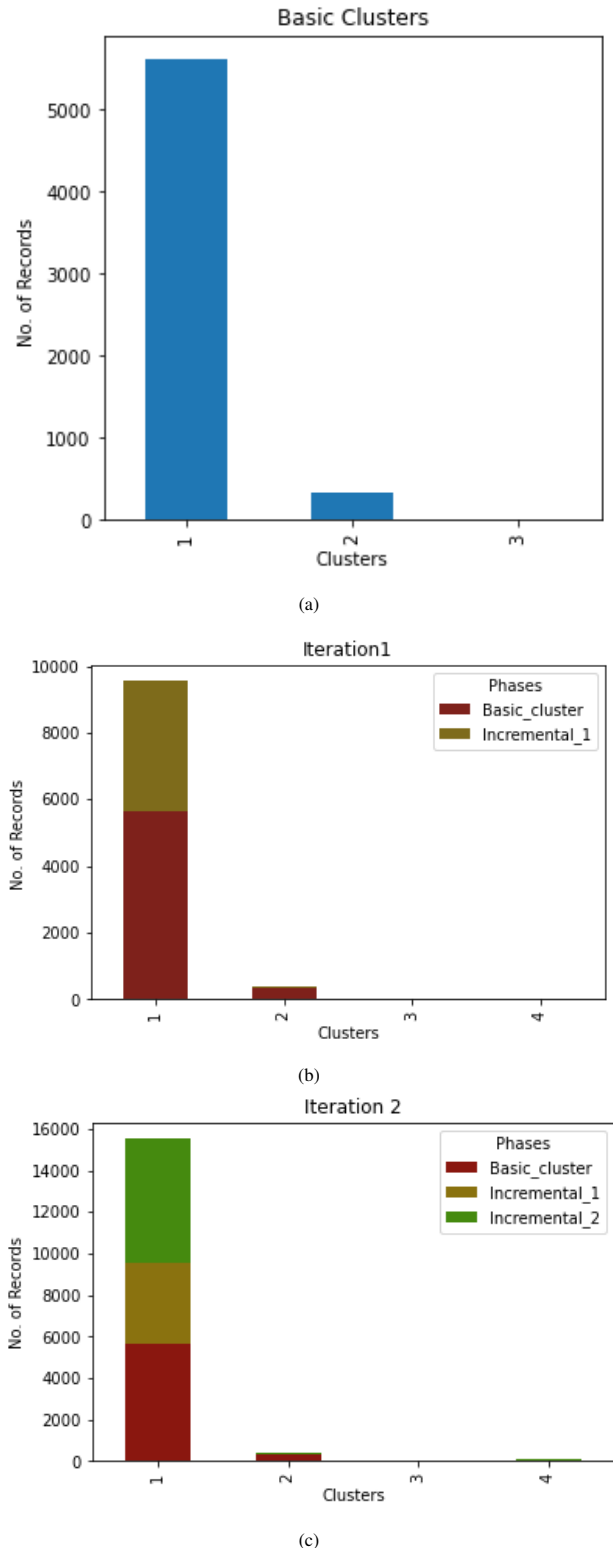 Basic Clusters
No. of Records
5000
4000
3000
2000
1000
0
1
2
3
Clusters
(a)
Iteration1
No. of Records
10000
8000
6000
4000
2000
0
Phases
Basic_cluster
Incremental_1
1
2
3
4
Clusters
(b)
Iteration 2
No. of Records
16000
14000
12000
10000
8000
6000
4000
2000
0
Phases
Basic_cluster
Incremental_1
Incremental_2
1
2
3
4
Clusters
(c)